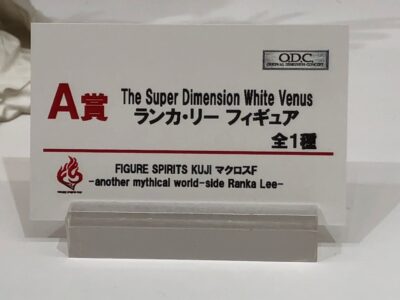 O.D.C
ORIGINAL DIMENSION CONCEPT
A賞
The Super Dimension White Venus
ランカ・リー フィギュア
全1種
FIGURE SPIRITS KUJI マクロスF
-another mythical world-side Ranka Lee-